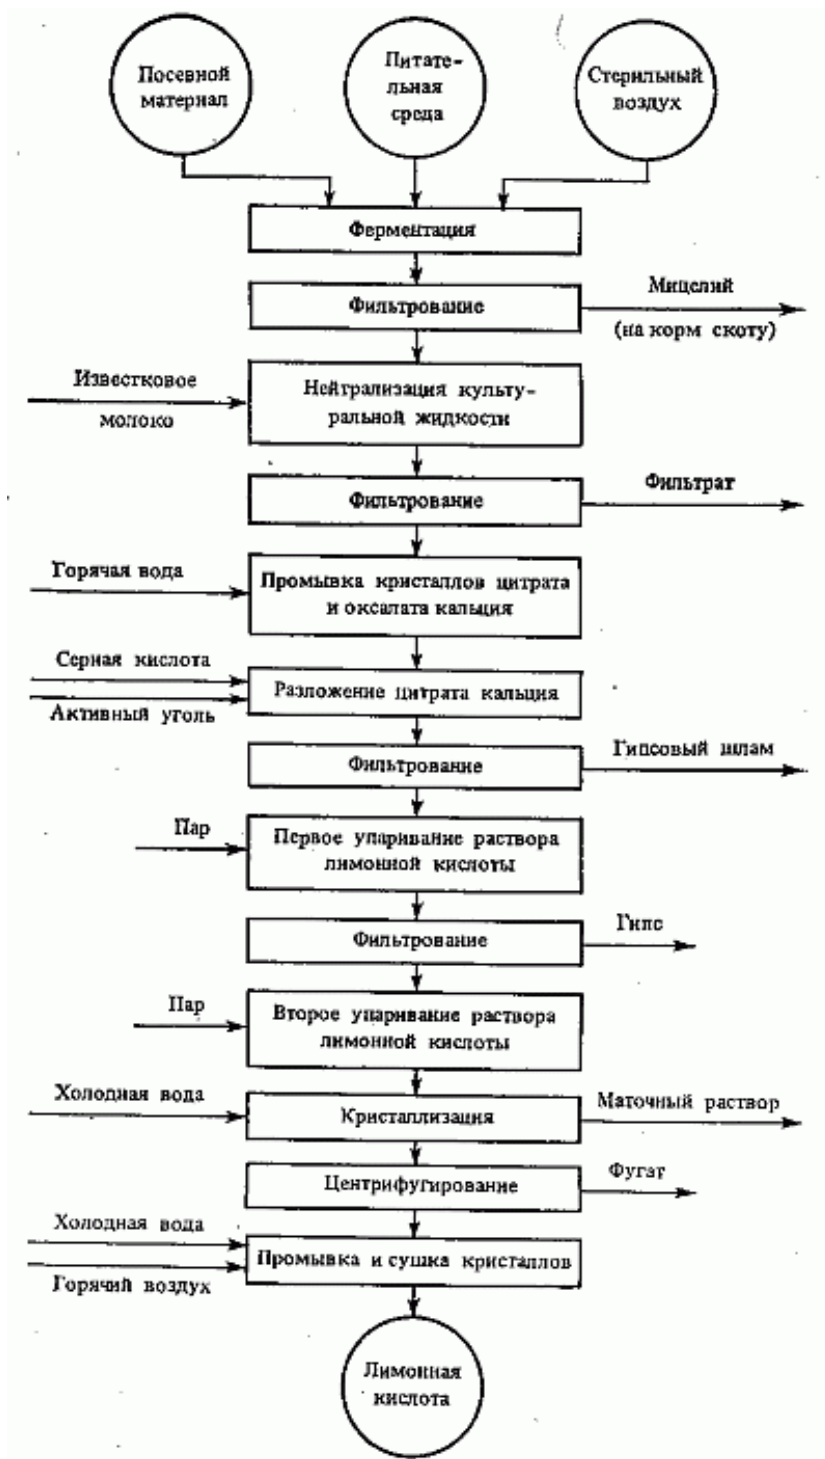 Посевной
материал
Питате-
льная
среда
Стерильный
воздух
Ферментация
Фильтрование
Мицелий
(на корм скоту)
Известковое
молоко
Нейтрализация культу-
ральной жидкости
Фильтрование
Фильтрат
Горячая вода
Промывка кристаллов цитрата
и оксалата кальция
Серная кислота
Активный уголь
Разложение цитрата кальция
Фильтрование
Гипсовый шлам
Пар
Первое упаривание раствора
лимонной кислоты
Фильтрование
Гипс
Пар
Второе упаривание раствора
лимонной кислоты
Холодная вода
Кристаллизация
Маточный раствор
Центрифугирование
Фугат
Холодная вода
Горячий воздух
Промывка и сушка кристаллов
Лимонная
кислота